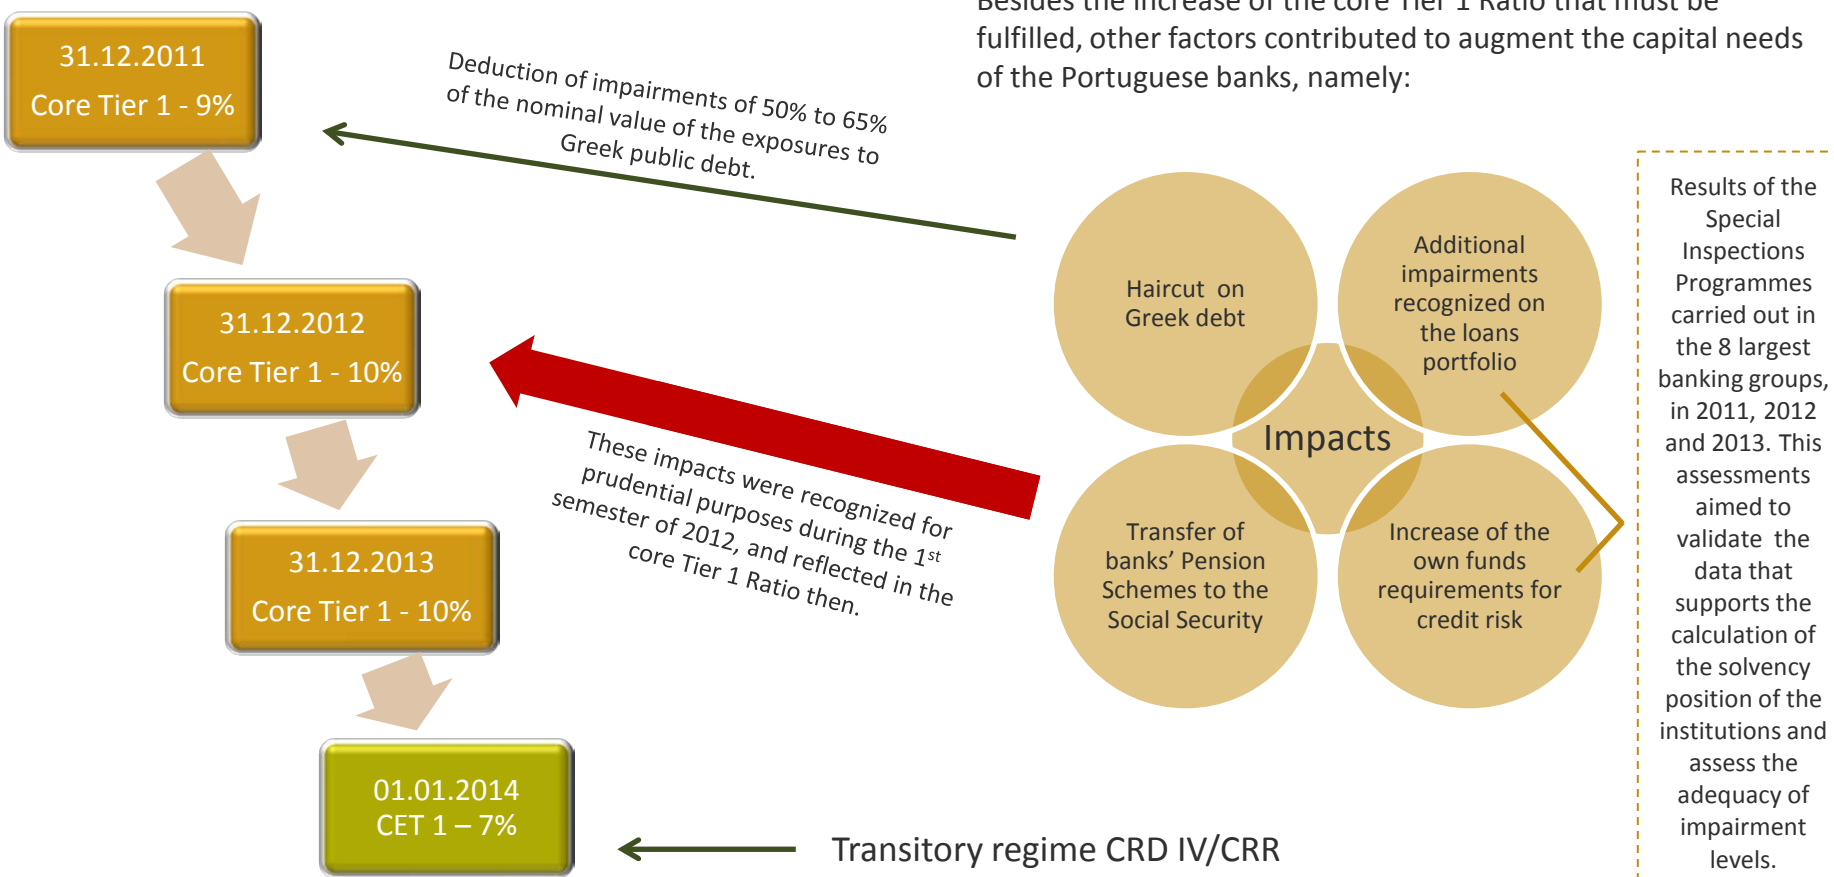 Besides the increase of the core Tier 1 Ratio that must be
fulfilled, other factors contributed to augment the capital needs
of the Portuguese banks, namely:
31.12.2011
Core Tier 1 - 9%
Deduction of impairments of 50% to 65%
of the nominal value of the exposures to
Greek public debt.
31.12.2012
Core Tier 1 - 10%
These impacts were recognized for
prudential purposes during the 1st
semester of 2012, and reflected in the
core Tier 1 Ratio then.
31.12.2013
Core Tier 1 - 10%
01.01.2014
CET 1 – 7%
Transitory regime CRD IV/CRR
Haircut on
Greek debt
Additional
impairments
recognized on
the loans
portfolio
Impacts
Transfer of
banks' Pension
Schemes to the
Social Security
Increase of the
own funds
requirements for
credit risk
Results of the
Special
Inspections
Programmes
carried out in
the 8 largest
banking groups,
in 2011, 2012
and 2013. This
assessments
aimed to
validate the
data that
supports the
calculation of
the solvency
position of the
institutions and
assess the
adequacy of
impairment
levels.